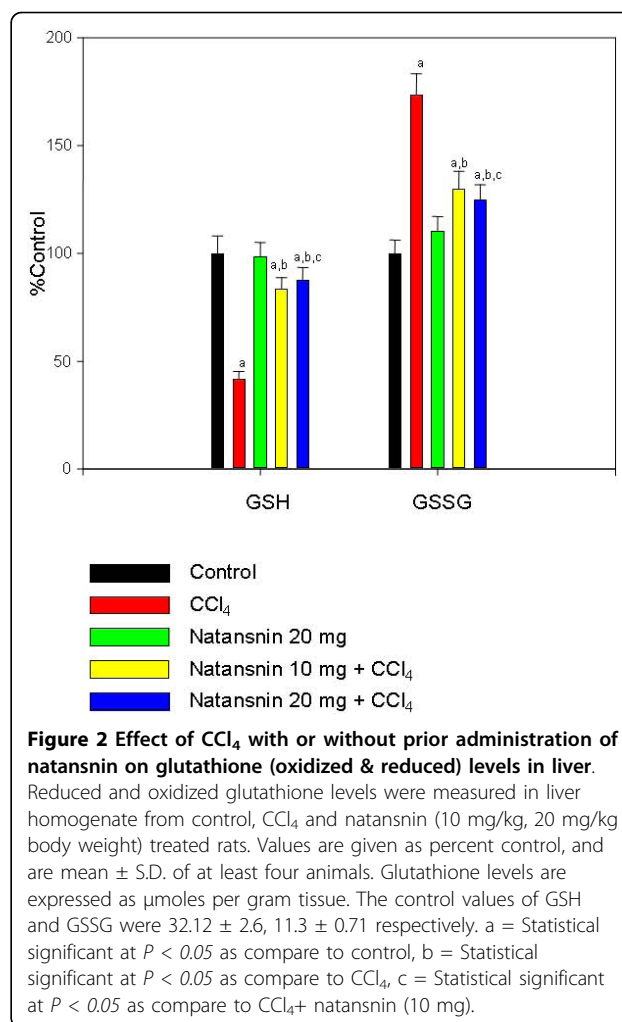 200
150
100
50
0
%Control
a
a,b
a,b,c
a
a,b
a,b,c
GSH GSSG
Control
CCl₄
Natansnin 20 mg
Natansnin 10 mg + CCl₄
Natansnin 20 mg + CCl₄
Figure 2 Effect of CCl₄ with or without prior administration of
natansnin on glutathione (oxidized & reduced) levels in liver.
Reduced and oxidized glutathione levels were measured in liver
homogenate from control, CCl₄ and natansnin (10 mg/kg, 20 mg/kg
body weight) treated rats. Values are given as percent control, and
are mean ± S.D. of at least four animals. Glutathione levels are
expressed as μmoles per gram tissue. The control values of GSH
and GSSG were 32.12 ± 2.6, 11.3 ± 0.71 respectively. a = Statistical
significant at P < 0.05 as compare to control, b = Statistical
significant at P < 0.05 as compare to CCl₄, c = Statistical significant
at P < 0.05 as compare to CCl₄+ natansnin (10 mg).